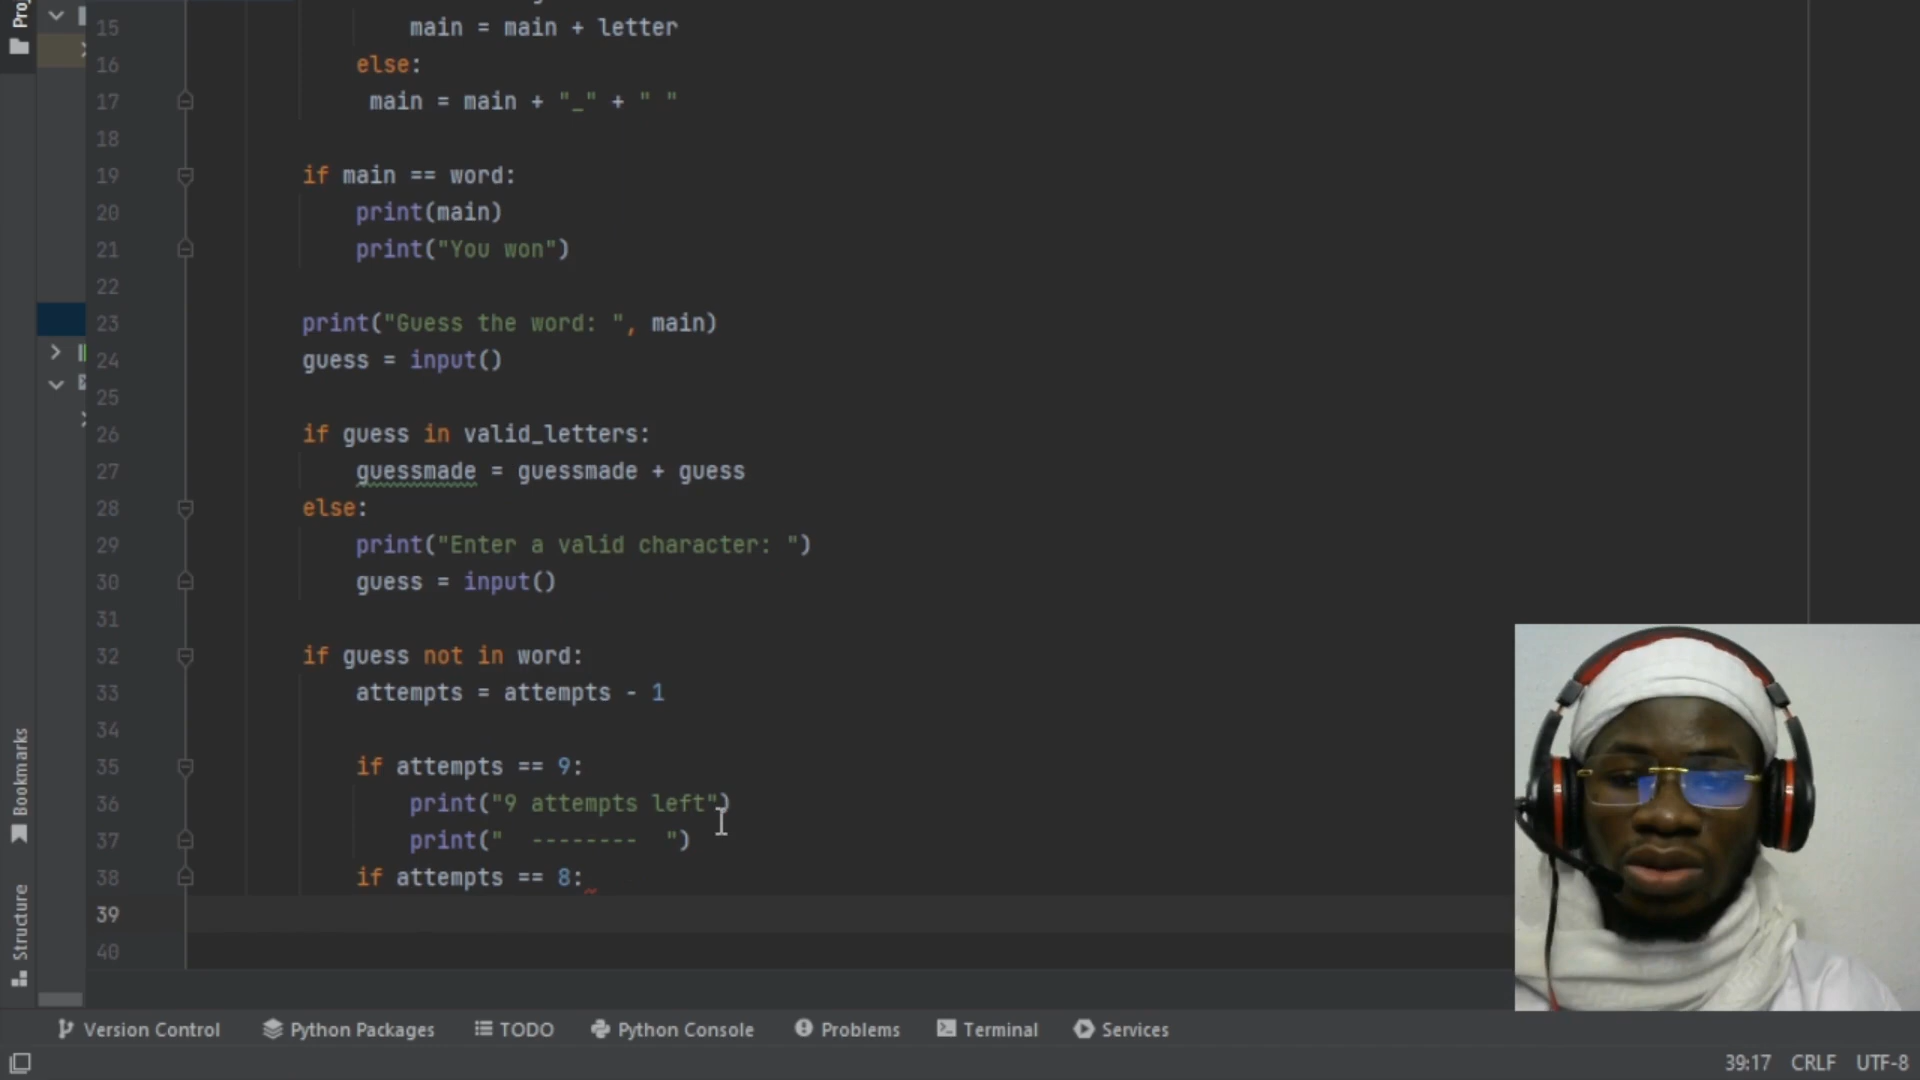 Pro
15 main = main + letter
16 else:
17 main = main + "_" + " "
18
19 if main == word:
20 print(main)
21 print("You won")
22
23 print("Guess the word: ", main)
24 guess = input()
25
26 if guess in valid_letters:
27 guessmade = guessmade + guess
28 else:
29 print("Enter a valid character: ")
30 guess = input()
31
32 if guess not in word:
33 attempts = attempts - 1
34
35 if attempts == 9:
36 print("9 attempts left")
37 print("  --------  ")
38 if attempts == 8:
39
40
Bookmarks
Structure
Version Control Python Packages TODO Python Console Problems Terminal Services
39:17 CRLF UTF-8